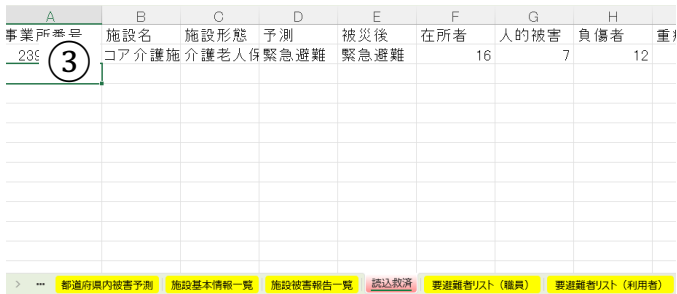 A B C D E F G H
事業所番号 施設名 施設形態 予測 被災後 在所者 人的被害 負傷者 重
239 ③ コア介護施 介護老人保 緊急避難 緊急避難 16 7 12
> ••• 都道府県内被害予測 施設基本情報一覧 施設被害報告一覧 読込救済 要避難者リスト（職員） 要避難者リスト（利用者）